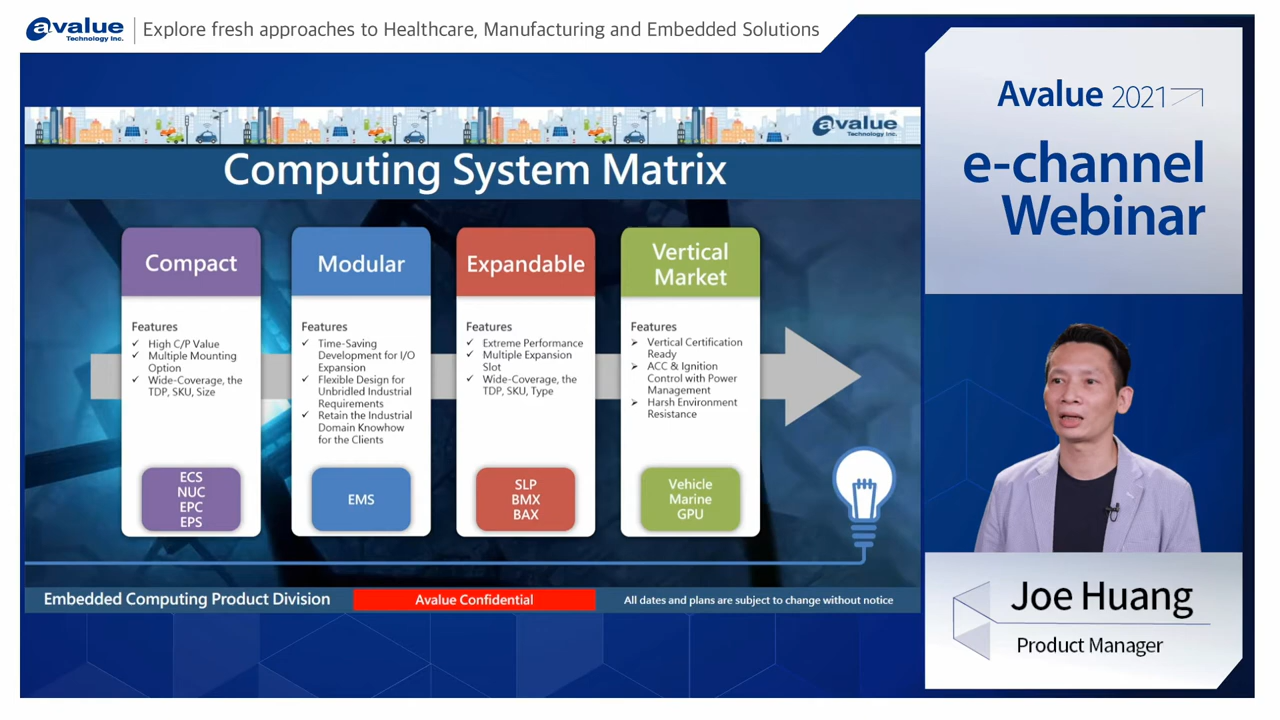 avalue
Technology Inc.
Explore fresh approaches to Healthcare, Manufacturing and Embedded Solutions
avalue
Technology Inc.
Computing System Matrix
Compact
Features
✓ High C/P Value
✓ Multiple Mounting
Option
✓ Wide-Coverage, the
TDP, SKU, Size
ECS
NUC
EPC
EPS
Modular
Features
✓ Time-Saving
Development for I/O
Expansion
✓ Flexible Design for
Unbridled Industrial
Requirements
✓ Retain the Industrial
Domain Knowhow
for the Clients
EMS
Expandable
Features
✓ Extreme Performance
✓ Multiple Expansion
Slot
✓ Wide-Coverage, the
TDP, SKU, Type
SLP
BMX
BAX
Vertical
Market
Features
➢ Vertical Certification
Ready
➢ ACC & Ignition
Control with Power
Management
➢ Harsh Environment
Resistance
Vehicle
Marine
GPU
Embedded Computing Product Division
Avalue Confidential
All dates and plans are subject to change without notice
Avalue 2021
e-channel
Webinar
Joe Huang
Product Manager